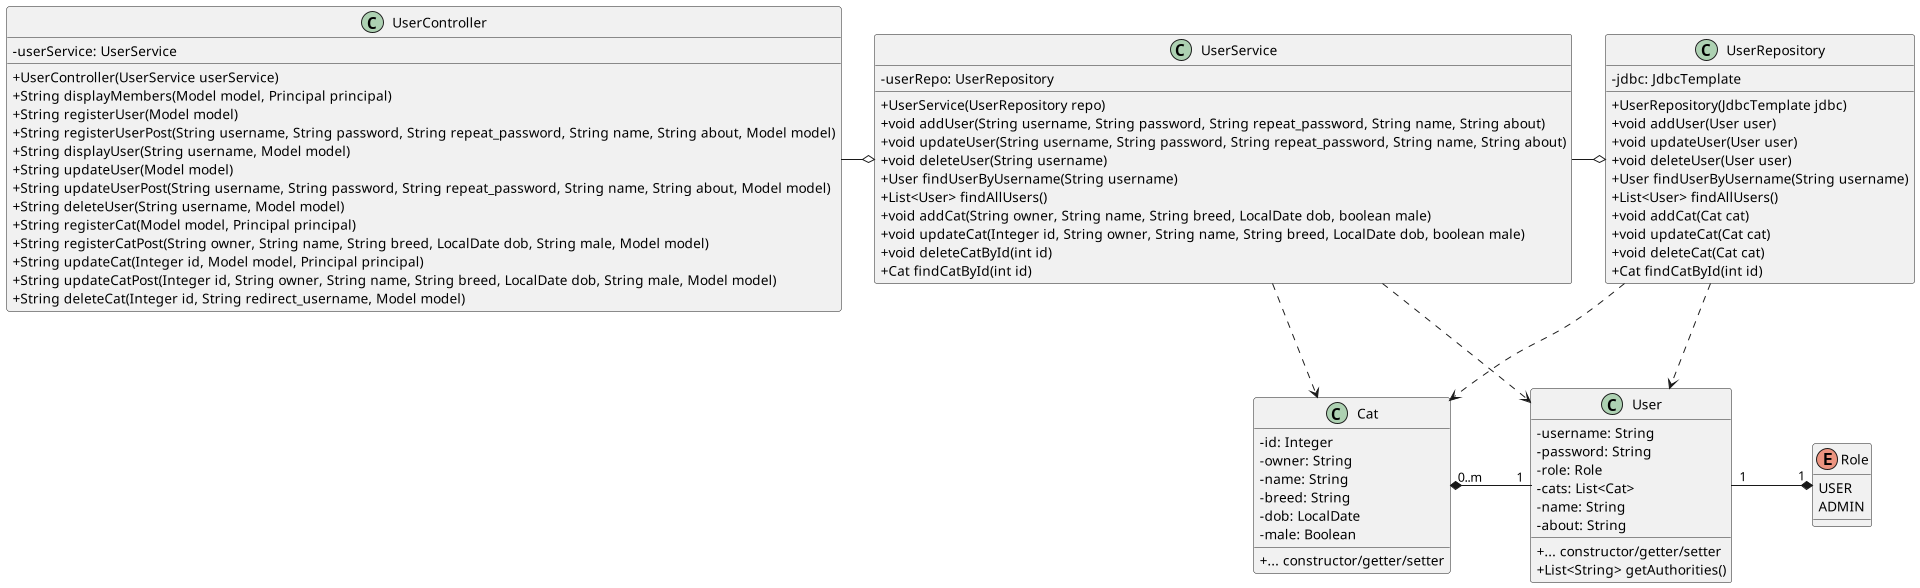 C UserController
-userService: UserService
+UserController(UserService userService)
+String displayMembers(Model model, Principal principal)
+String registerUser(Model model)
+String registerUserPost(String username, String password, String repeat_password, String name, String about, Model model)
+String displayUser(String username, Model model)
+String updateUser(Model model)
+String updateUserPost(String username, String password, String repeat_password, String name, String about, Model model)
+String deleteUser(String username, Model model)
+String registerCat(Model model, Principal principal)
+String registerCatPost(String owner, String name, String breed, LocalDate dob, String male, Model model)
+String updateCat(Integer id, Model model, Principal principal)
+String updateCatPost(Integer id, String owner, String name, String breed, LocalDate dob, String male, Model model)
+String deleteCat(Integer id, String redirect_username, Model model)
C UserService
-userRepo: UserRepository
+UserService(UserRepository repo)
+void addUser(String username, String password, String repeat_password, String name, String about)
+void updateUser(String username, String password, String repeat_password, String name, String about)
+void deleteUser(String username)
+User findUserByUsername(String username)
+List<User> findAllUsers()
+void addCat(String owner, String name, String breed, LocalDate dob, boolean male)
+void updateCat(Integer id, String owner, String name, String breed, LocalDate dob, boolean male)
+void deleteCatById(int id)
+Cat findCatById(int id)
C UserRepository
-jdbc: JdbcTemplate
+UserRepository(JdbcTemplate jdbc)
+void addUser(User user)
+void updateUser(User user)
+void deleteUser(User user)
+User findUserByUsername(String username)
+List<User> findAllUsers()
+void addCat(Cat cat)
+void updateCat(Cat cat)
+void deleteCat(Cat cat)
+Cat findCatById(int id)
C Cat
-id: Integer
-owner: String
-name: String
-breed: String
-dob: LocalDate
-male: Boolean
+... constructor/getter/setter
0..m 1
C User
-username: String
-password: String
-role: Role
-cats: List<Cat>
-name: String
-about: String
+... constructor/getter/setter
+List<String> getAuthorities()
1 1
E Role
USER
ADMIN